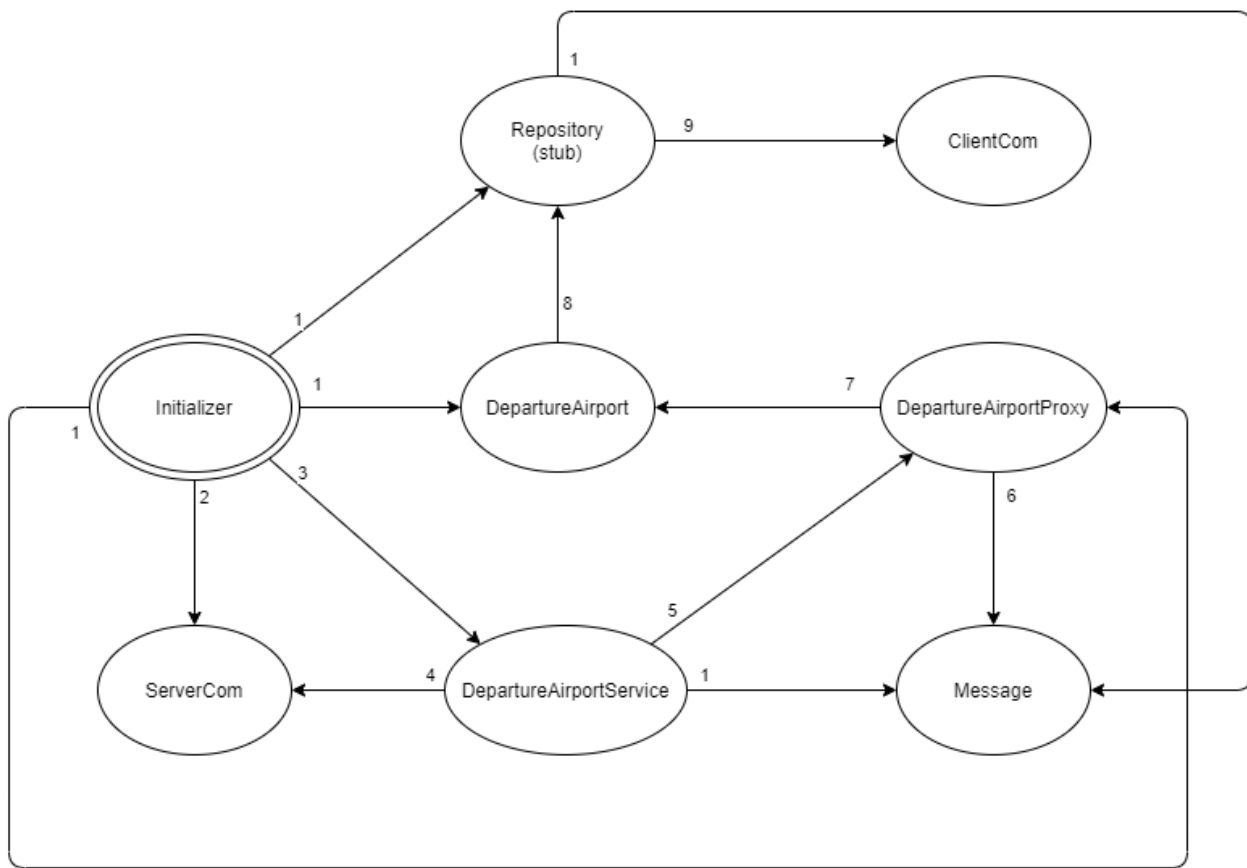 1
Repository
(stub)
9
ClientCom
1
8
Initializer
1
1
DepartureAirport
7
DepartureAirportProxy
2
3
6
5
ServerCom
4
DepartureAirportService
1
Message